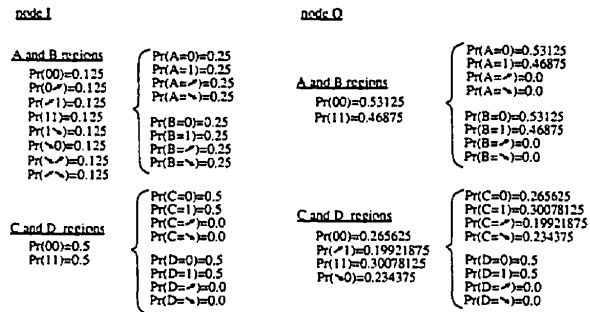 node I
A and B regions
Pr(00)=0.125
Pr(0↗)=0.125
Pr(↗1)=0.125
Pr(11)=0.125
Pr(1↘)=0.125
Pr(↘0)=0.125
Pr(↘↗)=0.125
Pr(↗↘)=0.125
Pr(A=0)=0.25
Pr(A=1)=0.25
Pr(A=↗)=0.25
Pr(A=↘)=0.25
Pr(B=0)=0.25
Pr(B=1)=0.25
Pr(B=↗)=0.25
Pr(B=↘)=0.25
C and D regions
Pr(00)=0.5
Pr(11)=0.5
Pr(C=0)=0.5
Pr(C=1)=0.5
Pr(C=↗)=0.0
Pr(C=↘)=0.0
Pr(D=0)=0.5
Pr(D=1)=0.5
Pr(D=↗)=0.0
Pr(D=↘)=0.0
node O
A and B regions
Pr(00)=0.53125
Pr(11)=0.46875
Pr(A=0)=0.53125
Pr(A=1)=0.46875
Pr(A=↗)=0.0
Pr(A=↘)=0.0
Pr(B=0)=0.53125
Pr(B=1)=0.46875
Pr(B=↗)=0.0
Pr(B=↘)=0.0
C and D regions
Pr(00)=0.265625
Pr(↗1)=0.19921875
Pr(11)=0.30078125
Pr(↘0)=0.234375
Pr(C=0)=0.265625
Pr(C=1)=0.30078125
Pr(C=↗)=0.19921875
Pr(C=↘)=0.234375
Pr(D=0)=0.5
Pr(D=1)=0.5
Pr(D=↗)=0.0
Pr(D=↘)=0.0